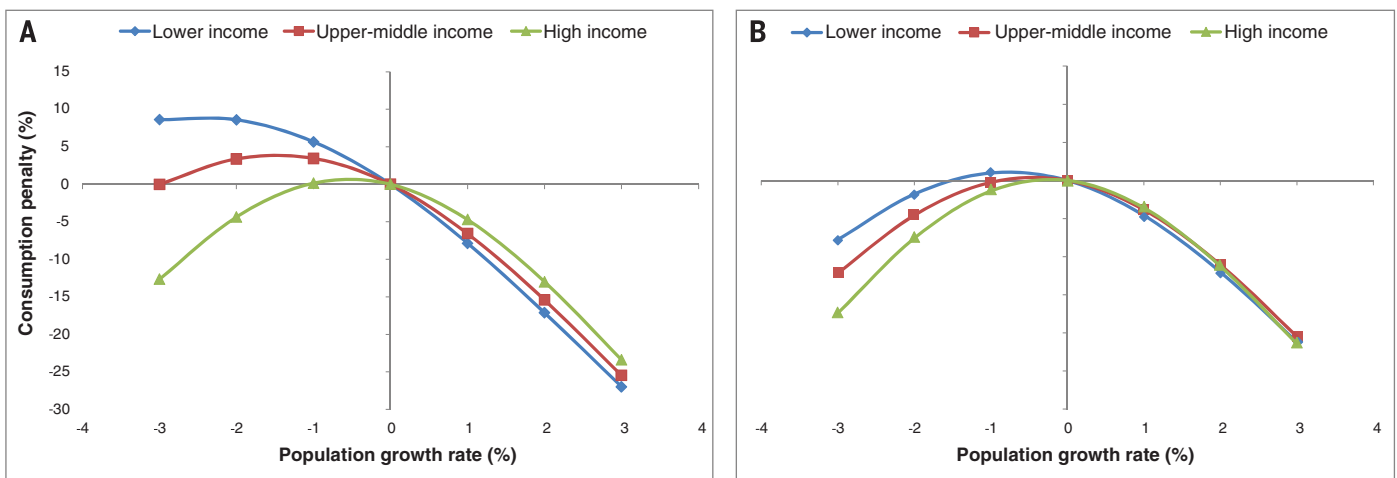 A
Lower income
Upper-middle income
High income
Consumption penalty (%)
15
10
5
0
-5
-10
-15
-20
-25
-30
-4 -3 -2 -1 0 1 2 3 4
Population growth rate (%)
B
Lower income
Upper-middle income
High income
-4 -3 -2 -1 0 1 2 3 4
Population growth rate (%)